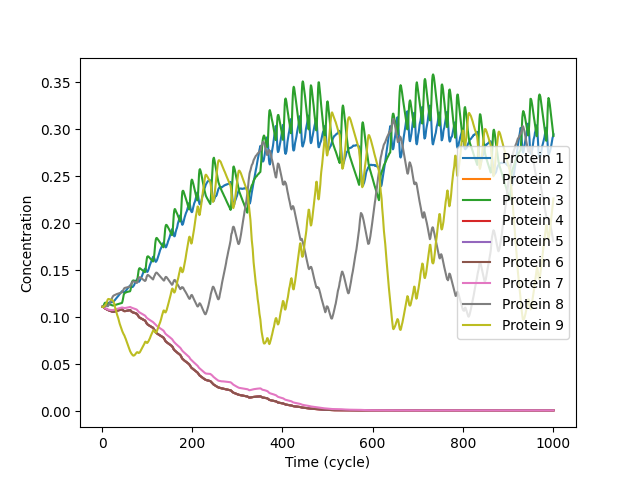 0.35
0.30
0.25
0.20
0.15
0.10
0.05
0.00
Concentration
0
200
400
600
800
1000
Time (cycle)
Protein 1
Protein 2
Protein 3
Protein 4
Protein 5
Protein 6
Protein 7
Protein 8
Protein 9